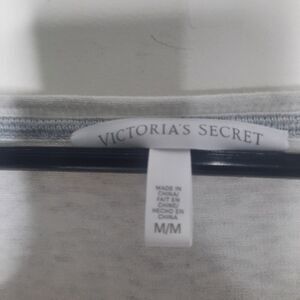 VICTORIA'S SECRET
MADE IN
CHINA/
FAIT EN
CHINE/
HECHO EN
CHINA
M/M